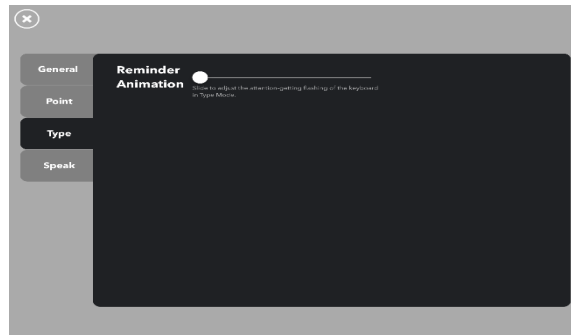 General
Point
Type
Speak
Reminder
Animation
Slide to adjust the attention-getting flashing of the keyboard
in Type Mode.